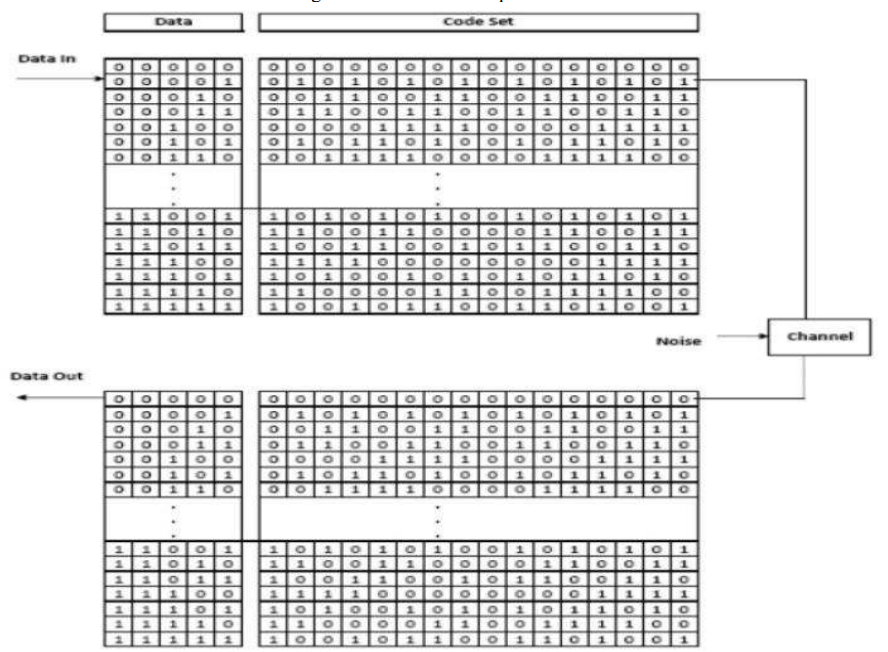 Data Code Set
Data In
0 0 0 0 0 0 0 0 0 0 0 0 0 0 0 0 0 0 0 0 0
0 0 0 0 1 0 1 0 1 0 1 0 1 0 1 0 1 0 1 0 1
0 0 0 1 0 0 0 1 1 0 0 1 1 0 0 1 1 0 0 1 1
0 0 0 1 1 0 1 1 0 0 1 1 0 0 1 1 0 0 1 1 0
0 0 1 0 0 0 0 0 0 1 1 1 1 0 0 0 0 1 1 1 1
0 0 1 0 1 0 1 0 1 1 0 1 0 0 1 0 1 1 0 1 0
0 0 1 1 0 0 0 1 1 1 1 0 0 0 0 1 1 1 1 0 0
1 1 0 0 1 1 0 1 0 1 0 1 0 0 1 0 1 0 1 0 1
1 1 0 1 0 1 1 0 0 1 1 0 0 0 0 1 1 0 0 1 1
1 1 0 1 1 1 0 0 1 1 0 0 1 0 1 1 0 0 1 1 0
1 1 1 0 0 1 1 1 1 0 0 0 0 0 0 0 0 1 1 1 1
1 1 1 0 1 1 0 1 0 0 1 0 1 0 1 0 1 1 0 1 0
1 1 1 1 0 1 1 0 0 0 0 1 1 0 0 1 1 1 1 0 0
1 1 1 1 1 1 0 0 1 0 1 1 0 0 1 1 0 1 0 0 1
Noise
Channel
Data Out
0 0 0 0 0 0 0 0 0 0 0 0 0 0 0 0 0 0 0 0 0
0 0 0 0 1 0 1 0 1 0 1 0 1 0 1 0 1 0 1 0 1
0 0 0 1 0 0 0 1 1 0 0 1 1 0 0 1 1 0 0 1 1
0 0 0 1 1 0 1 1 0 0 1 1 0 0 1 1 0 0 1 1 0
0 0 1 0 0 0 0 0 0 1 1 1 1 0 0 0 0 1 1 1 1
0 0 1 0 1 0 1 0 1 1 0 1 0 0 1 0 1 1 0 1 0
0 0 1 1 0 0 0 1 1 1 1 0 0 0 0 1 1 1 1 0 0
1 1 0 0 1 1 0 1 0 1 0 1 0 0 1 0 1 0 1 0 1
1 1 0 1 0 1 1 0 0 1 1 0 0 0 0 1 1 0 0 1 1
1 1 0 1 1 1 0 0 1 1 0 0 1 0 1 1 0 0 1 1 0
1 1 1 0 0 1 1 1 1 0 0 0 0 0 0 0 0 1 1 1 1
1 1 1 0 1 1 0 1 0 0 1 0 1 0 1 0 1 1 0 1 0
1 1 1 1 0 1 1 0 0 0 0 1 1 0 0 1 1 1 1 0 0
1 1 1 1 1 1 0 0 1 0 1 1 0 0 1 1 0 1 0 0 1